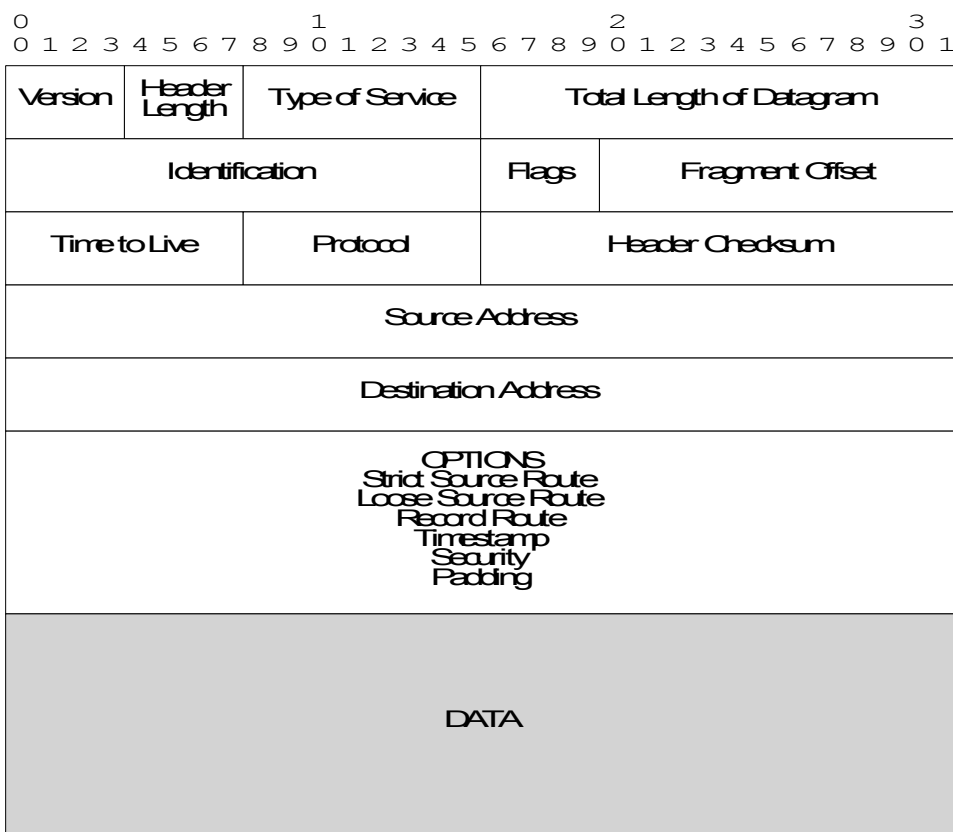 0 1 2 3
0 1 2 3 4 5 6 7 8 9 0 1 2 3 4 5 6 7 8 9 0 1 2 3 4 5 6 7 8 9 0 1
Version Header Length Type of Service Total Length of Datagram
Identification Flags Fragment Offset
Time to Live Protocol Header Checksum
Source Address
Destination Address
OPTIONS
Strict Source Route
Loose Source Route
Record Route
Timestamp
Security
Padding
DATA